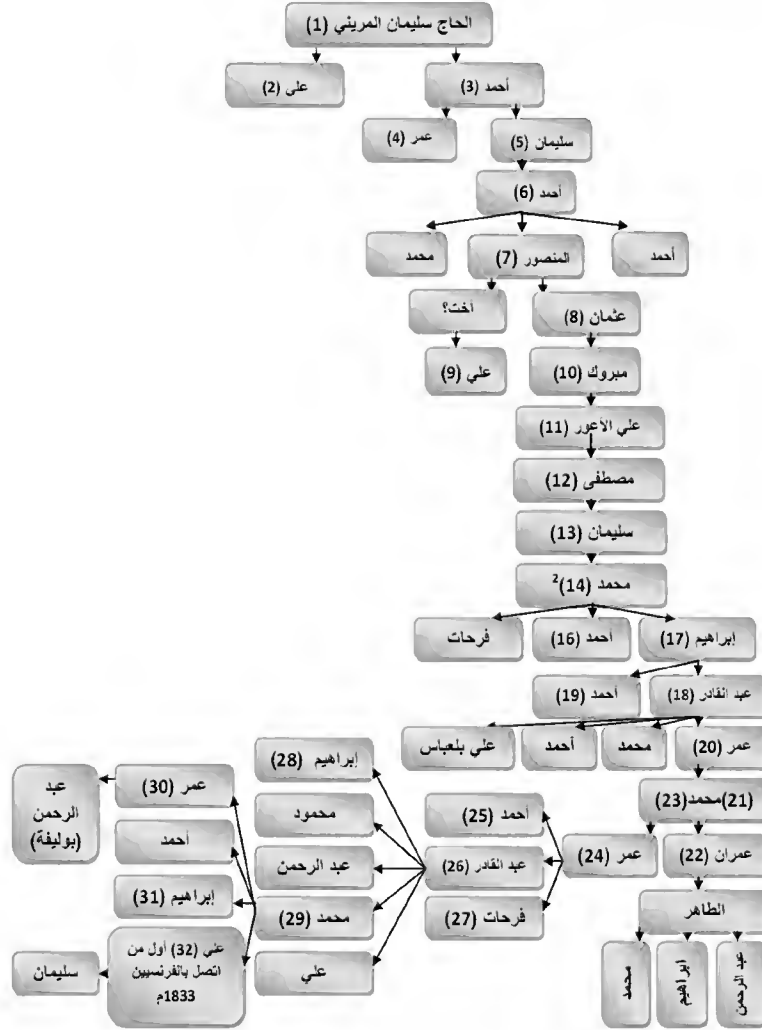 الحاج سليمان المريني (1)
أحمد (3)
علي (2)
سليمان (5)
عمر (4)
أحمد (6)
أحمد
المنصور (7)
محمد
عثمان (8)
أخت؟
مبروك (10)
علي (9)
علي الأعور (11)
مصطفى (12)
سليمان (13)
محمد (14)²
إبراهيم (17)
أحمد (16)
فرحات
عبد القادر (18)
أحمد (19)
عمر (20)
محمد
أحمد
علي بلعباس
(21)محمد(23)
عمران (22)
عمر (24)
الطاهر
عبد الرحمن
ابراهيم
محمد
أحمد (25)
عبد القادر (26)
فرحات (27)
إبراهيم (28)
محمود
عبد الرحمن
محمد (29)
علي
عمر (30)
أحمد
إبراهيم (31)
علي (32) أول من
اتصل بالفرنسيين
1833م
عبد
الرحمن
(بوليفة)
سليمان